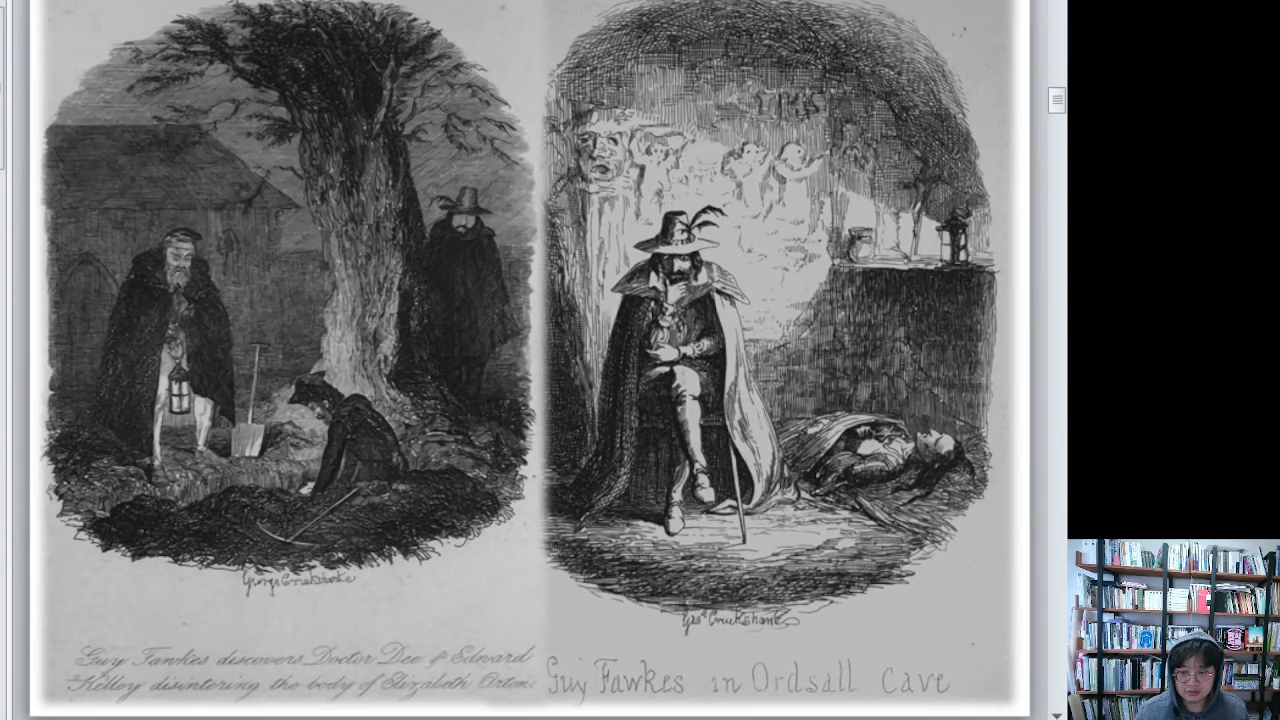 George Cruikshank
Guy Fawkes discovers Doctor Dee & Edward
Kelley disinterring the body of Elizabeth Orton
IHS
Geo. Cruikshank
Guy Fawkes in Ordsall Cave